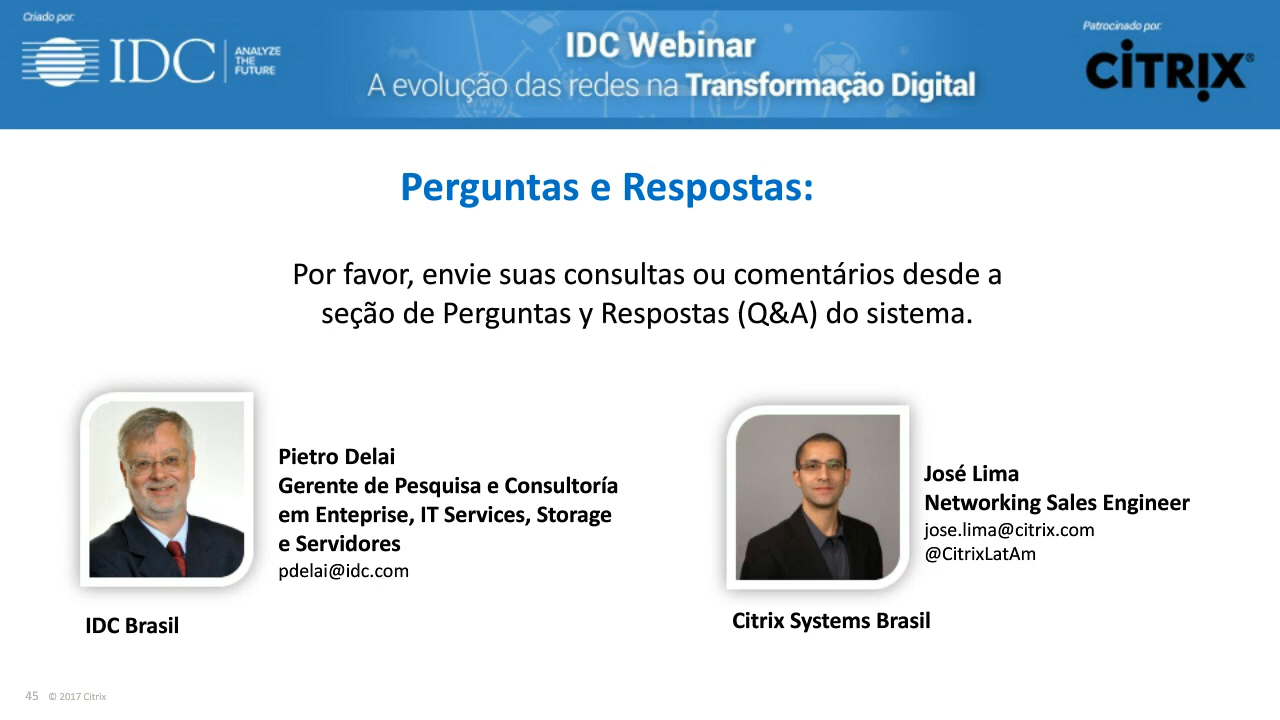 Criado por:
IDC
ANALYZE
THE
FUTURE
IDC Webinar
A evolução das redes na Transformação Digital
Patrocinado por:
CİTRIX®
Perguntas e Respostas:
Por favor, envie suas consultas ou comentários desde a
seção de Perguntas y Respostas (Q&A) do sistema.
Pietro Delai
Gerente de Pesquisa e Consultoría
em Enteprise, IT Services, Storage
e Servidores
pdelai@idc.com
IDC Brasil
José Lima
Networking Sales Engineer
jose.lima@citrix.com
@CitrixLatAm
Citrix Systems Brasil
45 © 2017 Citrix